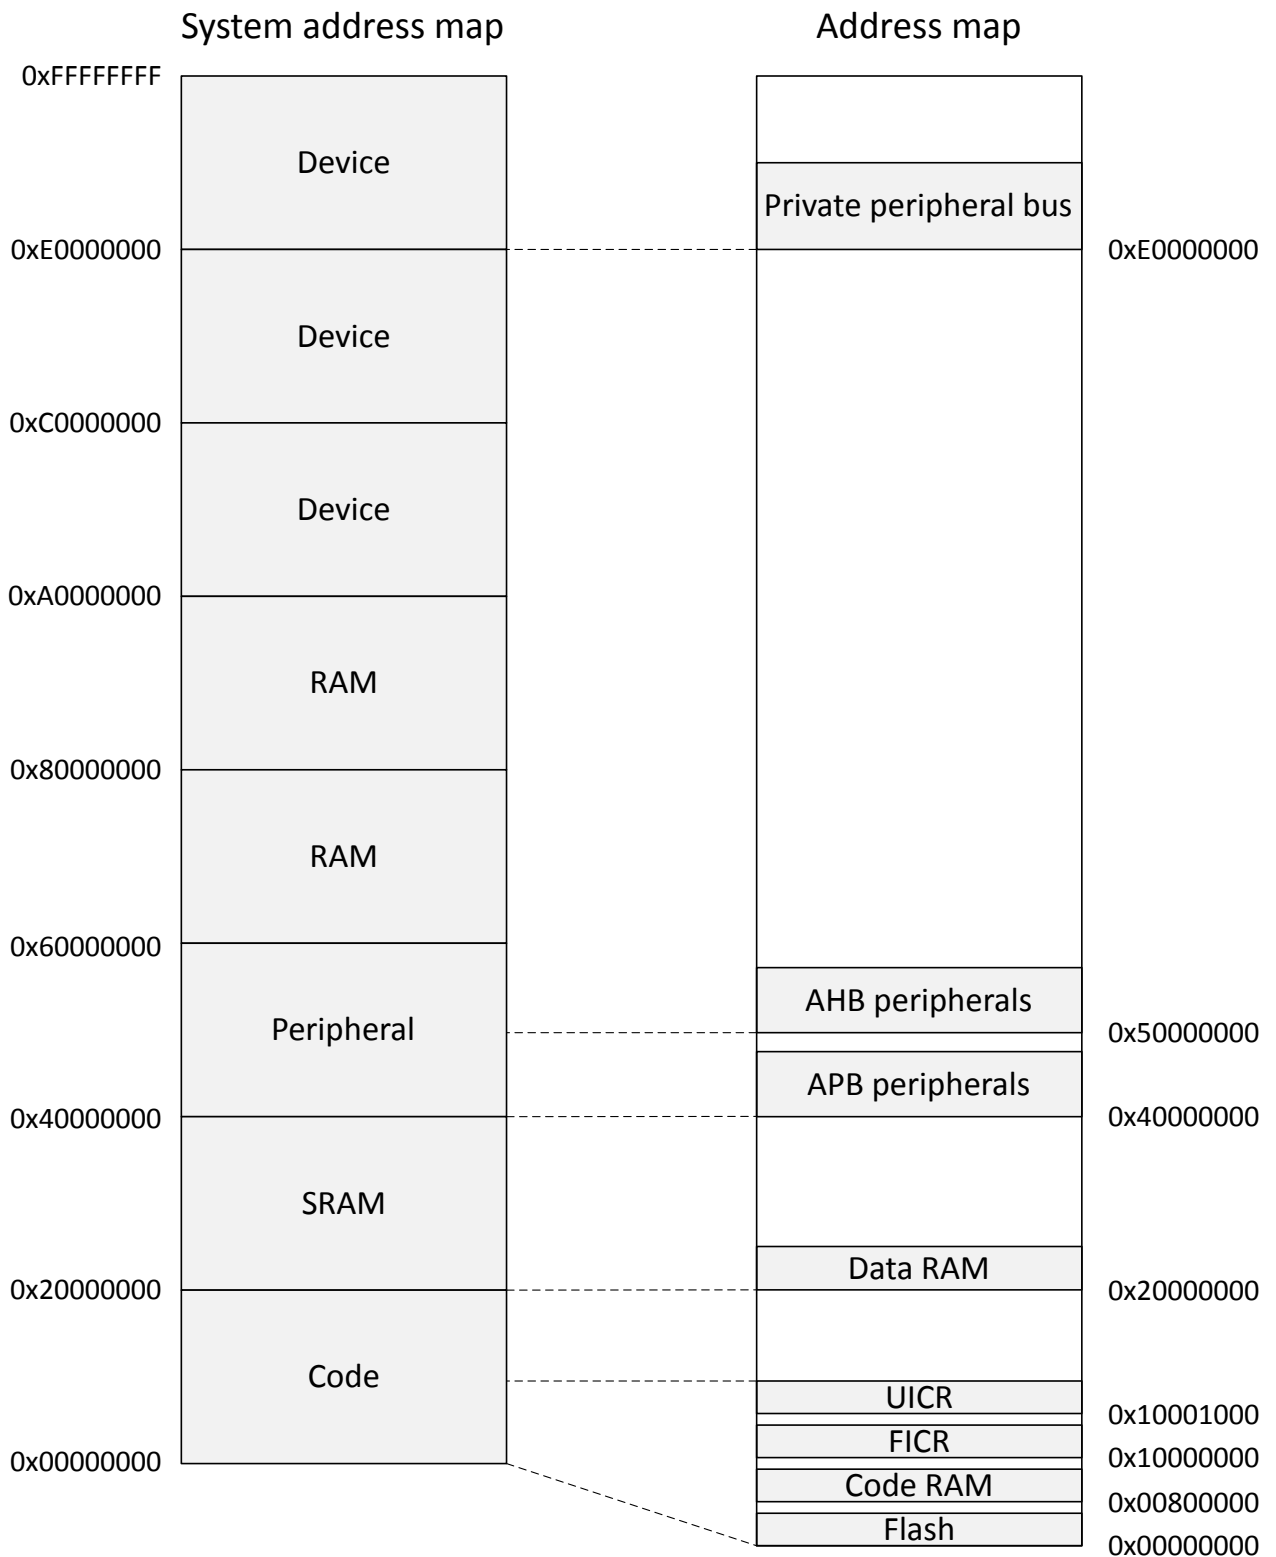 System address map
Address map
0xFFFFFFFF
Device
Private peripheral bus
0xE0000000
0xE0000000
Device
0xC0000000
Device
0xA0000000
RAM
0x80000000
RAM
0x60000000
AHB peripherals
Peripheral
0x50000000
APB peripherals
0x40000000
0x40000000
SRAM
Data RAM
0x20000000
0x20000000
Code
UICR
0x10001000
FICR
0x10000000
0x00000000
Code RAM
0x00800000
Flash
0x00000000